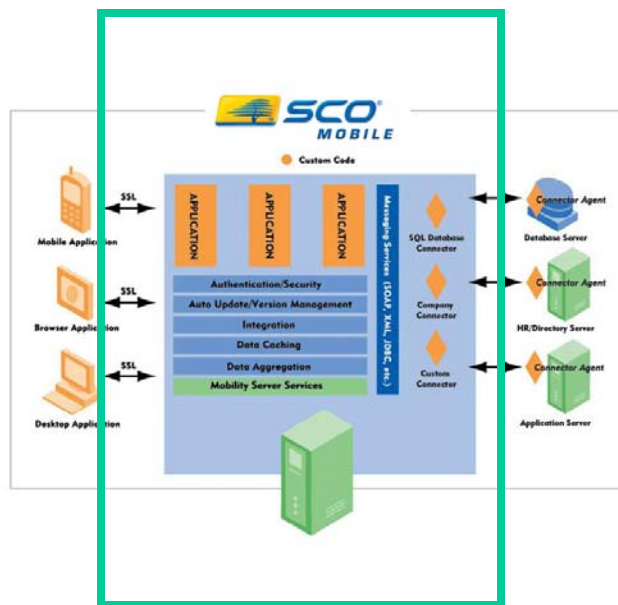 SCO®
MOBILE
Custom Code
SSL
Mobile Application
SSL
Browser Application
SSL
Desktop Application
APPLICATION
APPLICATION
APPLICATION
Authentication/Security
Auto Update/Version Management
Integration
Data Caching
Data Aggregation
Mobility Server Services
Messaging Services (SOAP, XML, JDBC, etc.)
SQL Database
Connector
Company
Connector
Custom
Connector
Connector Agent
Database Server
Connector Agent
HR/Directory Server
Connector Agent
Application Server